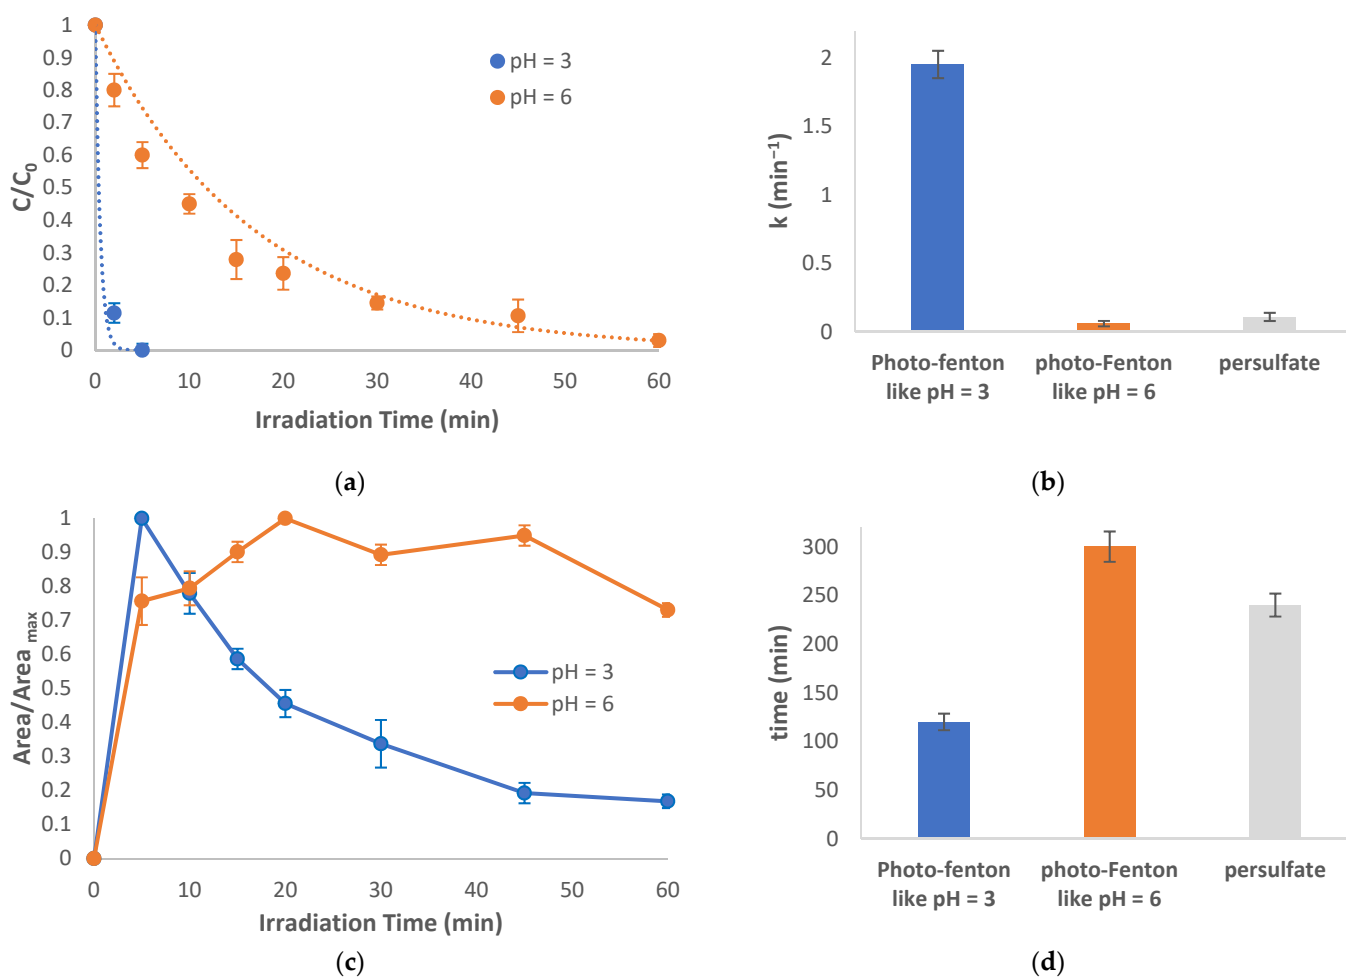 1
0.9
0.8
0.7
0.6
0.5
0.4
0.3
0.2
0.1
0
C/C0
pH = 3
pH = 6
0 10 20 30 40 50 60
Irradiation Time (min)
(a)
2
1.5
1
0.5
0
k (min−1)
Photo-fenton like pH = 3
photo-Fenton like pH = 6
persulfate
(b)
1
0.9
0.8
0.7
0.6
0.5
0.4
0.3
0.2
0.1
0
Area/Area max
pH = 3
pH = 6
0 10 20 30 40 50 60
Irradiation Time (min)
(c)
300
250
200
150
100
50
0
time (min)
Photo-fenton like pH = 3
photo-Fenton like pH = 6
persulfate
(d)